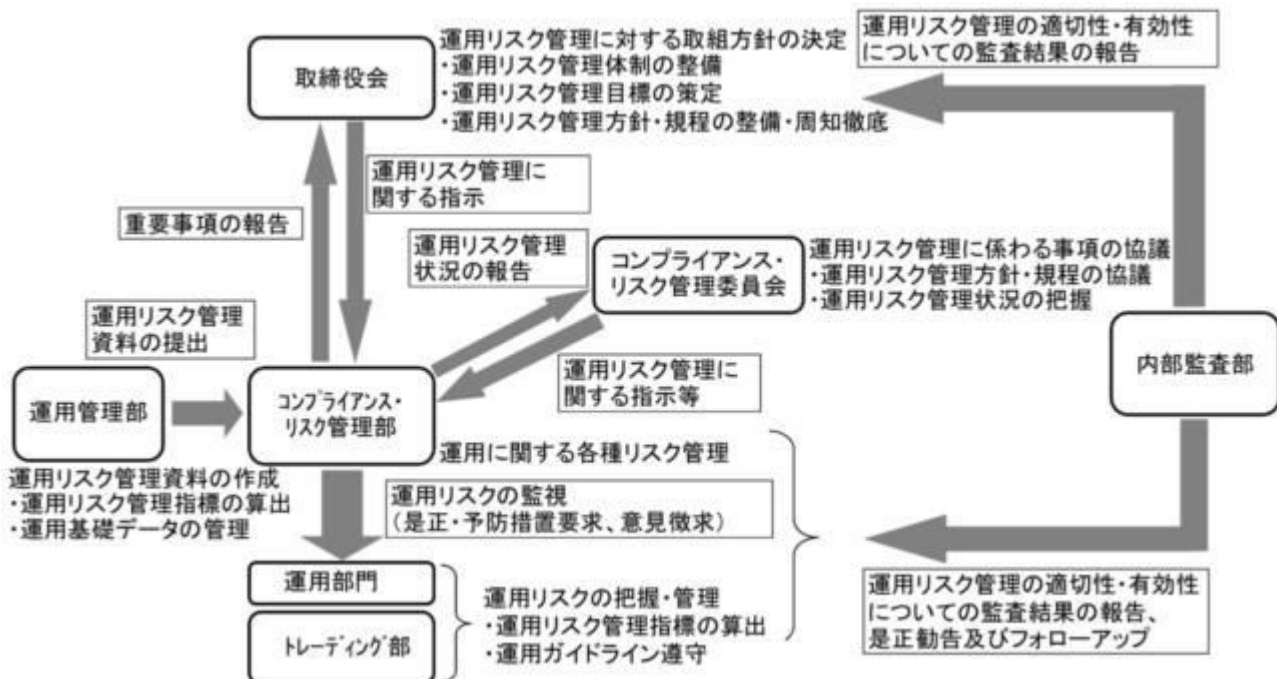 取締役会
運用リスク管理に対する取組方針の決定
・運用リスク管理体制の整備
・運用リスク管理目標の策定
・運用リスク管理方針・規程の整備・周知徹底
運用リスク管理の適切性・有効性
についての監査結果の報告
重要事項の報告
運用リスク管理に
関する指示
運用リスク管理
状況の報告
コンプライアンス・
リスク管理委員会
運用リスク管理に係わる事項の協議
・運用リスク管理方針・規程の協議
・運用リスク管理状況の把握
運用リスク管理
資料の提出
運用リスク管理に
関する指示等
内部監査部
運用管理部
コンプライアンス・
リスク管理部
運用に関する各種リスク管理
運用リスク管理資料の作成
・運用リスク管理指標の算出
・運用基礎データの管理
運用リスクの監視
(是正・予防措置要求、意見徴求)
運用部門
トレーディング部
運用リスクの把握・管理
・運用リスク管理指標の算出
・運用ガイドライン遵守
運用リスク管理の適切性・有効性
についての監査結果の報告、
是正勧告及びフォローアップ